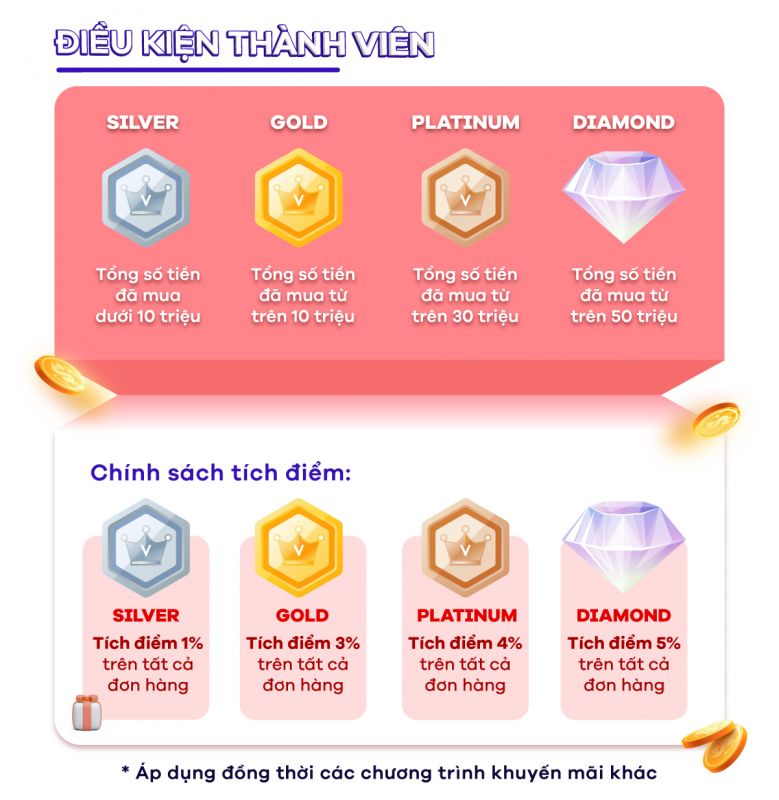 ĐIỀU KIỆN THÀNH VIÊN
SILVER
GOLD
PLATINUM
DIAMOND
V
V
V
Tổng số tiền
đã mua
dưới 10 triệu
Tổng số tiền
đã mua từ
trên 10 triệu
Tổng số tiền
đã mua từ
trên 30 triệu
Tổng số tiền
đã mua từ
trên 50 triệu
Chính sách tích điểm:
V
V
V
SILVER
Tích điểm 1%
trên tất cả
đơn hàng
GOLD
Tích điểm 3%
trên tất cả
đơn hàng
PLATINUM
Tích điểm 4%
trên tất cả
đơn hàng
DIAMOND
Tích điểm 5%
trên tất cả
đơn hàng
* Áp dụng đồng thời các chương trình khuyến mãi khác